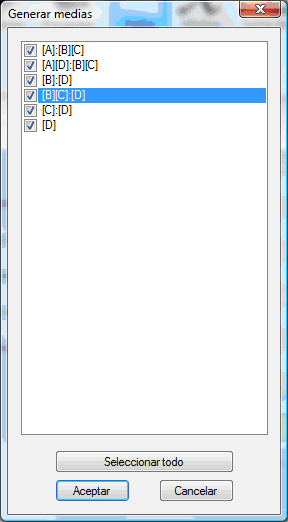 Generar medias
[A]:[B][C]
[A][D]:[B][C]
[B]:[D]
[B][C]:[D]
[C]:[D]
[D]
Seleccionar todo
Aceptar Cancelar